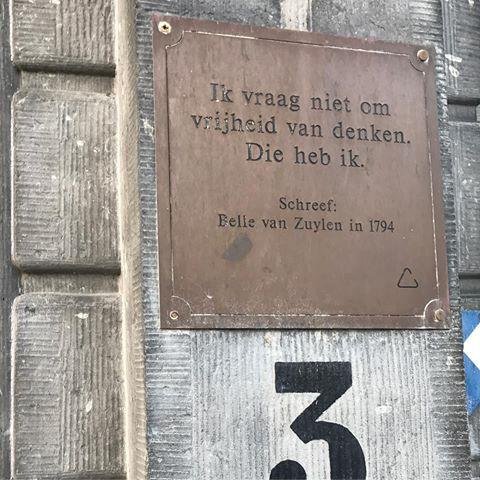 Ik vraag niet om
vrijheid van denken.
Die heb ik.
Schreef:
Belle van Zuylen in 1794
3